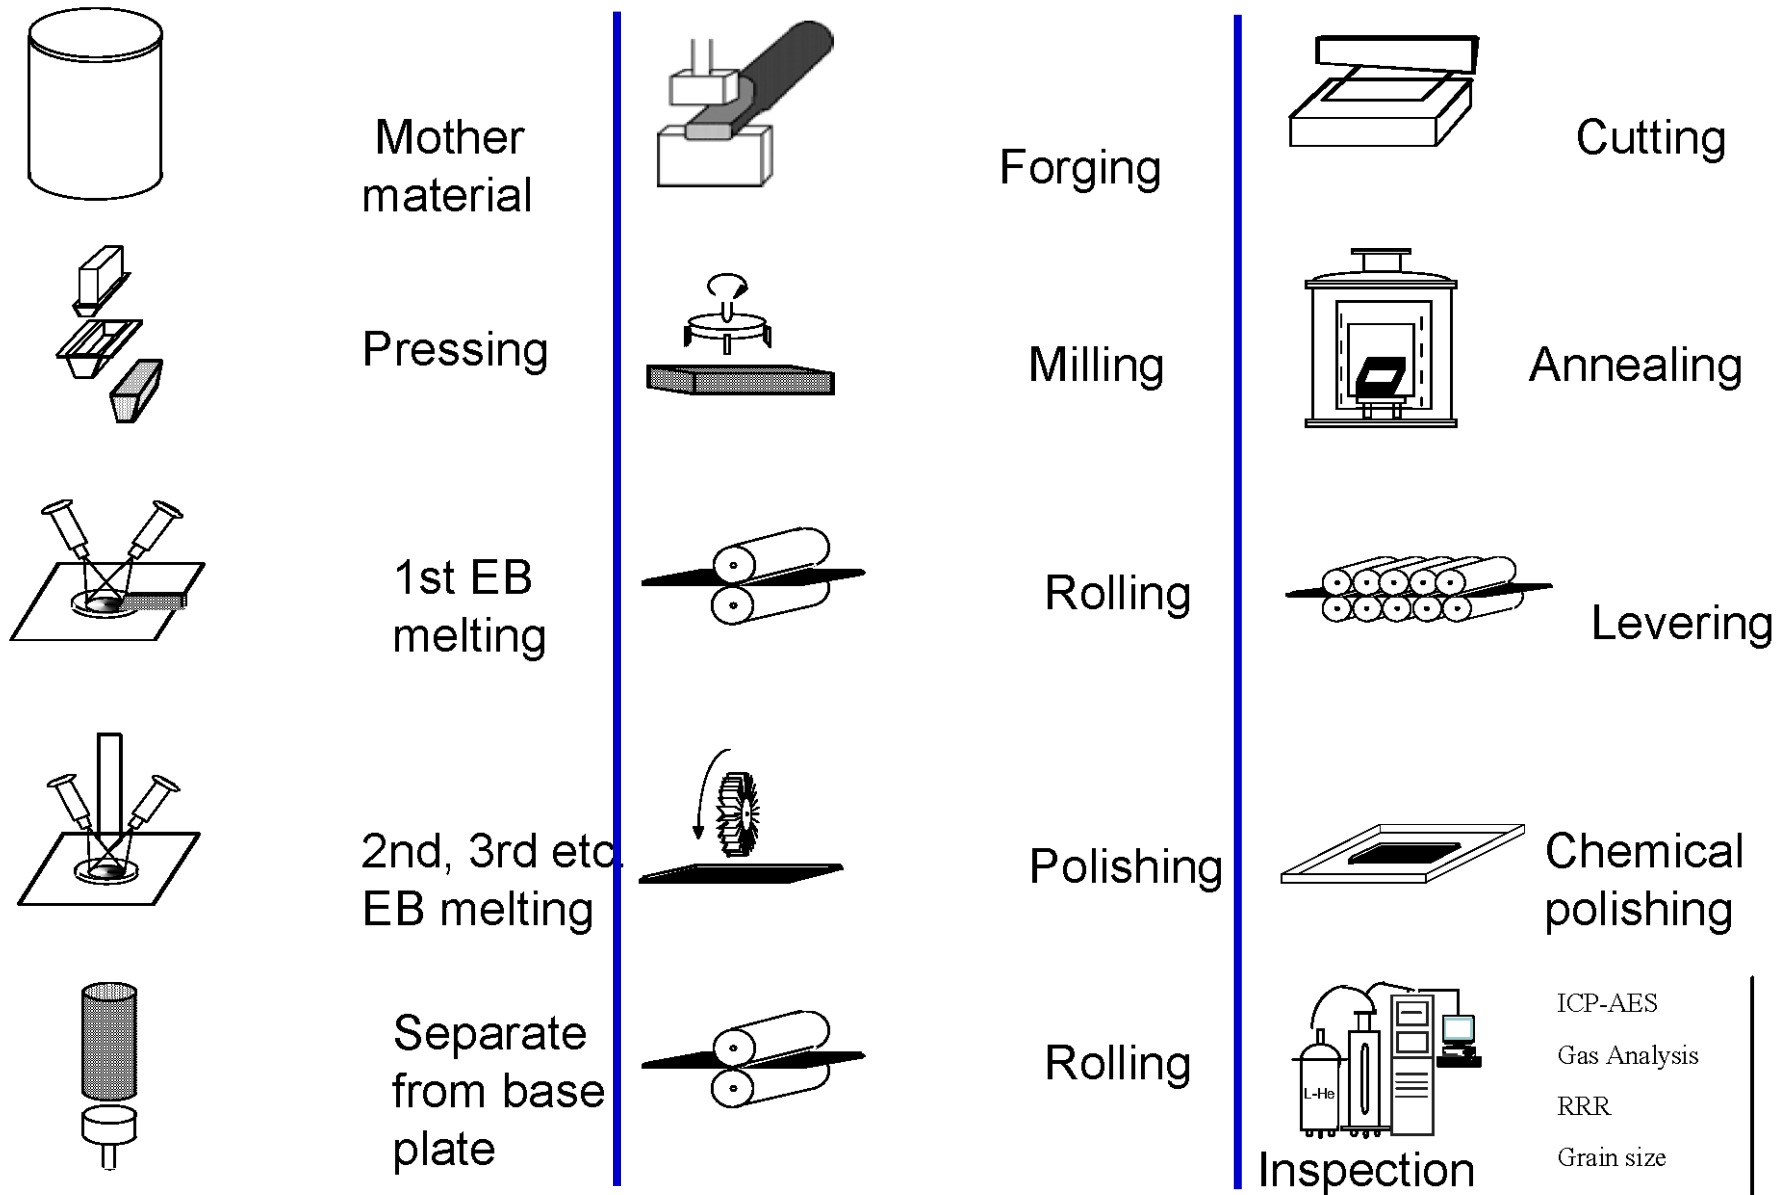 Mother
material
Pressing
1st EB
melting
2nd, 3rd etc.
EB melting
Separate
from base
plate
Forging
Milling
Rolling
Polishing
Rolling
Cutting
Annealing
Levering
Chemical
polishing
L-He
Inspection
ICP-AES
Gas Analysis
RRR
Grain size